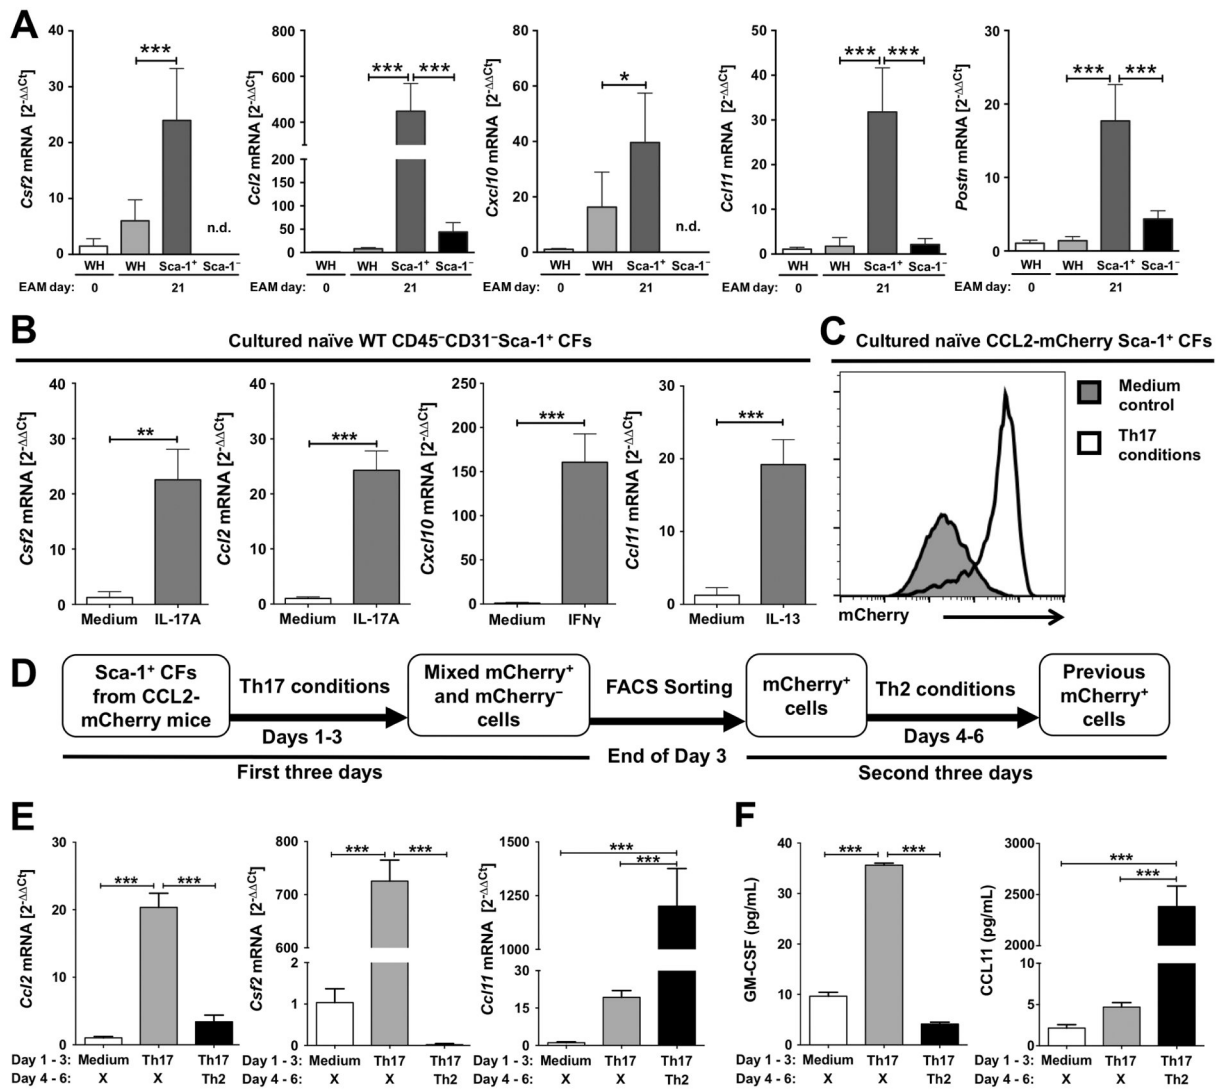 A
Csf2 mRNA [2^-ΔΔCt]
40
30
20
10
0
***
n.d.
WH WH Sca-1⁺ Sca-1⁻
EAM day: 0 21
Ccl2 mRNA [2^-ΔΔCt]
800
600
400
200
200
150
100
50
0
*** ***
WH WH Sca-1⁺ Sca-1⁻
EAM day: 0 21
Cxcl10 mRNA [2^-ΔΔCt]
80
60
40
20
0
*
n.d.
WH WH Sca-1⁺ Sca-1⁻
EAM day: 0 21
Ccl11 mRNA [2^-ΔΔCt]
50
40
30
20
10
0
*** ***
WH WH Sca-1⁺ Sca-1⁻
EAM day: 0 21
Postn mRNA [2^-ΔΔCt]
30
20
10
0
*** ***
WH WH Sca-1⁺ Sca-1⁻
EAM day: 0 21
B
Cultured naïve WT CD45⁻CD31⁻Sca-1⁺ CFs
Csf2 mRNA [2^-ΔΔCt]
40
30
20
10
0
**
Medium IL-17A
Ccl2 mRNA [2^-ΔΔCt]
40
30
20
10
0
***
Medium IL-17A
Cxcl10 mRNA [2^-ΔΔCt]
250
200
150
100
50
0
***
Medium IFNγ
Ccl11 mRNA [2^-ΔΔCt]
30
20
10
0
***
Medium IL-13
C
Cultured naïve CCL2-mCherry Sca-1⁺ CFs
Medium
control
Th17
conditions
mCherry
D
Sca-1⁺ CFs
from CCL2-
mCherry mice
Th17 conditions
Days 1-3
Mixed mCherry⁺
and mCherry⁻
cells
FACS Sorting
End of Day 3
mCherry⁺
cells
Th2 conditions
Days 4-6
Previous
mCherry⁺
cells
First three days
Second three days
E
Ccl2 mRNA [2^-ΔΔCt]
30
20
10
0
*** ***
Day 1 - 3: Medium Th17 Th17
Day 4 - 6: X X Th2
Csf2 mRNA [2^-ΔΔCt]
800
700
600
2
1
0
*** ***
Day 1 - 3: Medium Th17 Th17
Day 4 - 6: X X Th2
Ccl11 mRNA [2^-ΔΔCt]
1500
1250
1000
30
15
0
***
***
Day 1 - 3: Medium Th17 Th17
Day 4 - 6: X X Th2
F
GM-CSF (pg/mL)
40
30
20
10
0
*** ***
Day 1 - 3: Medium Th17 Th17
Day 4 - 6: X X Th2
CCL11 (pg/mL)
3000
2500
2000
10
5
0
***
***
Day 1 - 3: Medium Th17 Th17
Day 4 - 6: X X Th2